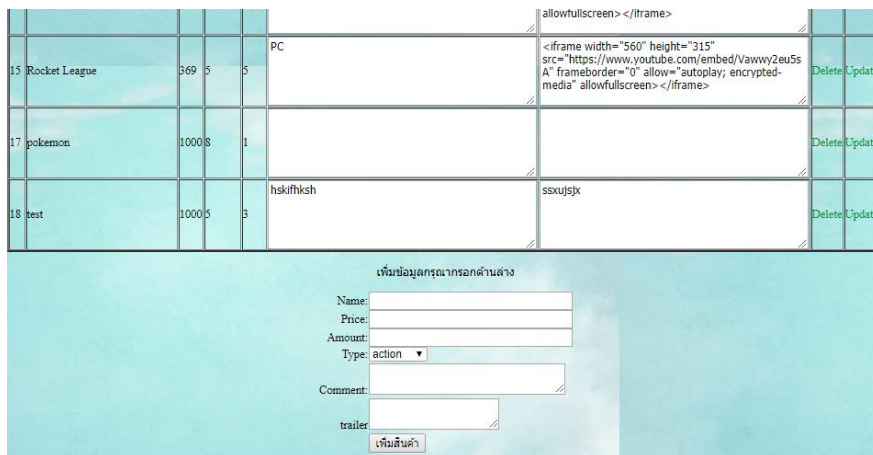 allowfullscreen></iframe>
15 Rocket League 369 5 5 PC <iframe width="560" height="315"
src="https://www.youtube.com/embed/Vawwy2eu5s
A" frameborder="0" allow="autoplay; encrypted-
media" allowfullscreen></iframe> Delete Updat
17 pokemon 1000 8 1 Delete Updat
18 test 1000 5 3 hskifhksh ssxujsjx Delete Updat
เพิ่มข้อมูลกรุณากรอกด้านล่าง
Name:
Price:
Amount:
Type: action
Comment:
trailer
เพิ่มสินค้า